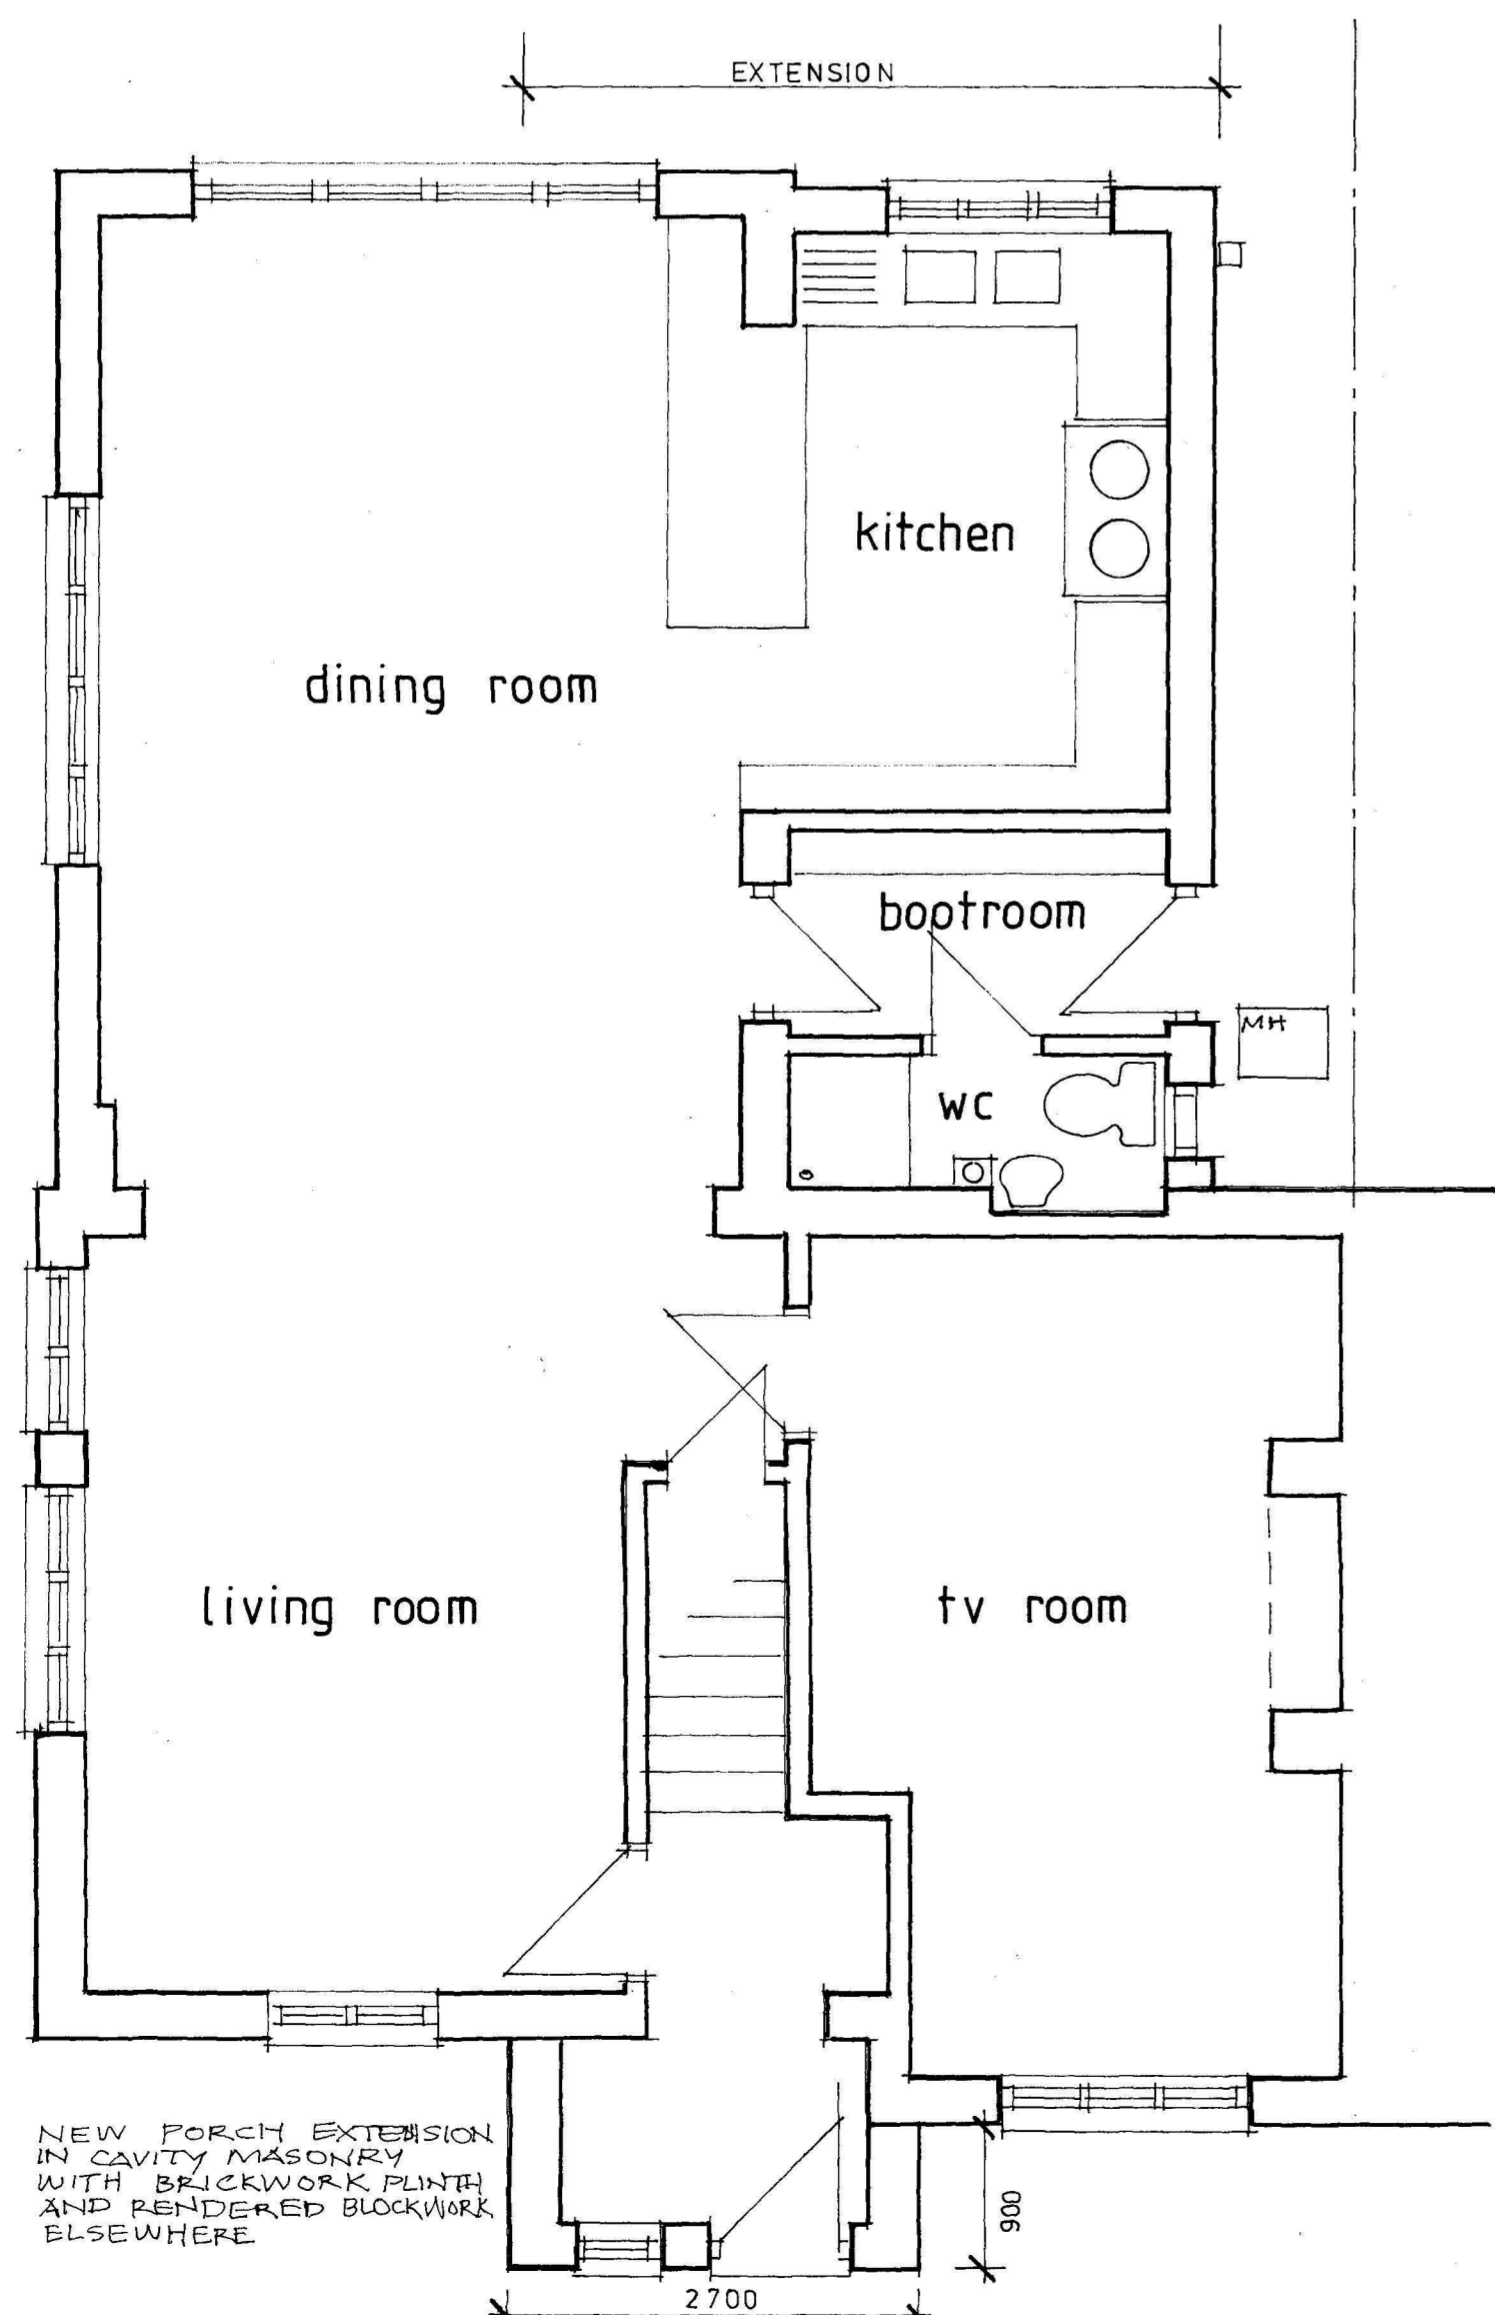 EXTENSION
kitchen
dining room
bootroom
MH
WC
living room
tv room
NEW PORCH EXTENSION
IN CAVITY MASONRY
WITH BRICKWORK PLINTH
AND RENDERED BLOCKWORK
ELSEWHERE
900
2700